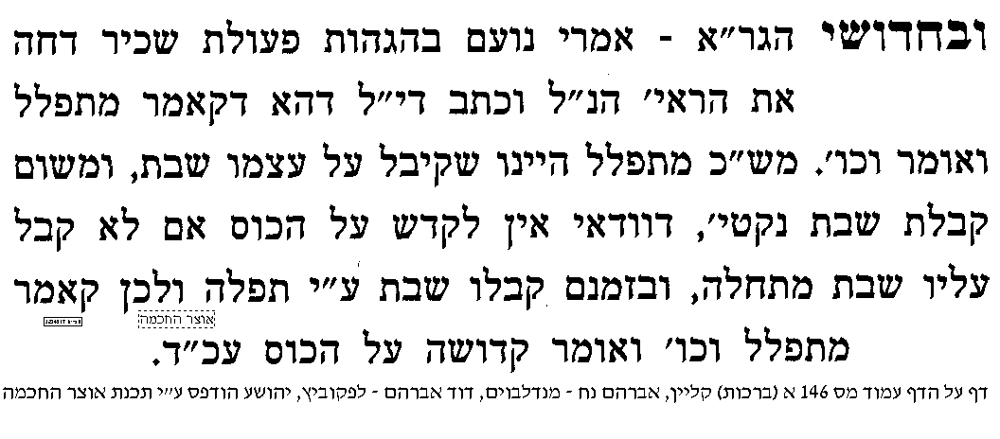 ובחדושי הגר״א - אמרי נועם בהגהות פעולת שכיר דחה
את הראי׳ הנ״ל וכתב די״ל דהא דקאמר מתפלל
ואומר וכו׳. מש״כ מתפלל היינו שקיבל על עצמו שבת, ומשום
קבלת שבת נקטי׳, דוודאי אין לקדש על הכוס אם לא קבל
עליו שבת מתחלה, ובזמנם קבלו שבת ע״י תפלה ולכן קאמר
אוצר החכמה
מתפלל וכו׳ ואומר קדושה על הכוס עכ״ד.
דף על הדף עמוד מס 146 א (ברכות) קליין, אברהם נח - מנדלבוים, דוד אברהם - לפקוביץ, יהושע הודפס ע״י תכנת אוצר החכמה